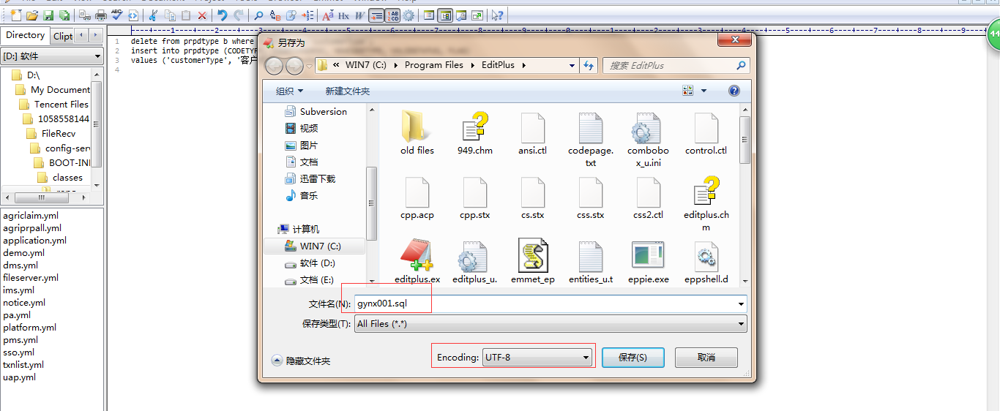 Directory
Clipt
[D:] 软件
D:\
My Document
Tencent Files
1058558144
FileRecv
config-ser
BOOT-INI
classes
agriclaim.yml
agriprpall.yml
application.yml
demo.yml
dms.yml
fileserver.yml
ims.yml
notice.yml
pa.yml
platform.yml
pms.yml
sso.yml
txnlist.yml
uap.yml
1 delete from prpdtype b where
2 insert into prpdtype (CODETYP
3 values ('customerType', '客户
4
另存为
« WIN7 (C:) Program Files EditPlus
搜索 EditPlus
组织 新建文件夹
Subversion
视频
图片
文档
迅雷下载
音乐
计算机
WIN7 (C:)
软件 (D:)
文档 (E:)
old files
949.chm
ansi.ctl
codepage.txt
combobox_u.ini
control.ctl
cpp.acp
cpp.stx
cs.stx
css.stx
css2.ctl
editplus.chm
editplus.ex
editplus_u.
emmet_ep
entities_u.t
eppie.exe
eppshell.d
文件名(N): gynx001.sql
保存类型(T): All Files (*.*)
隐藏文件夹
Encoding: UTF-8
保存(S)
取消
44